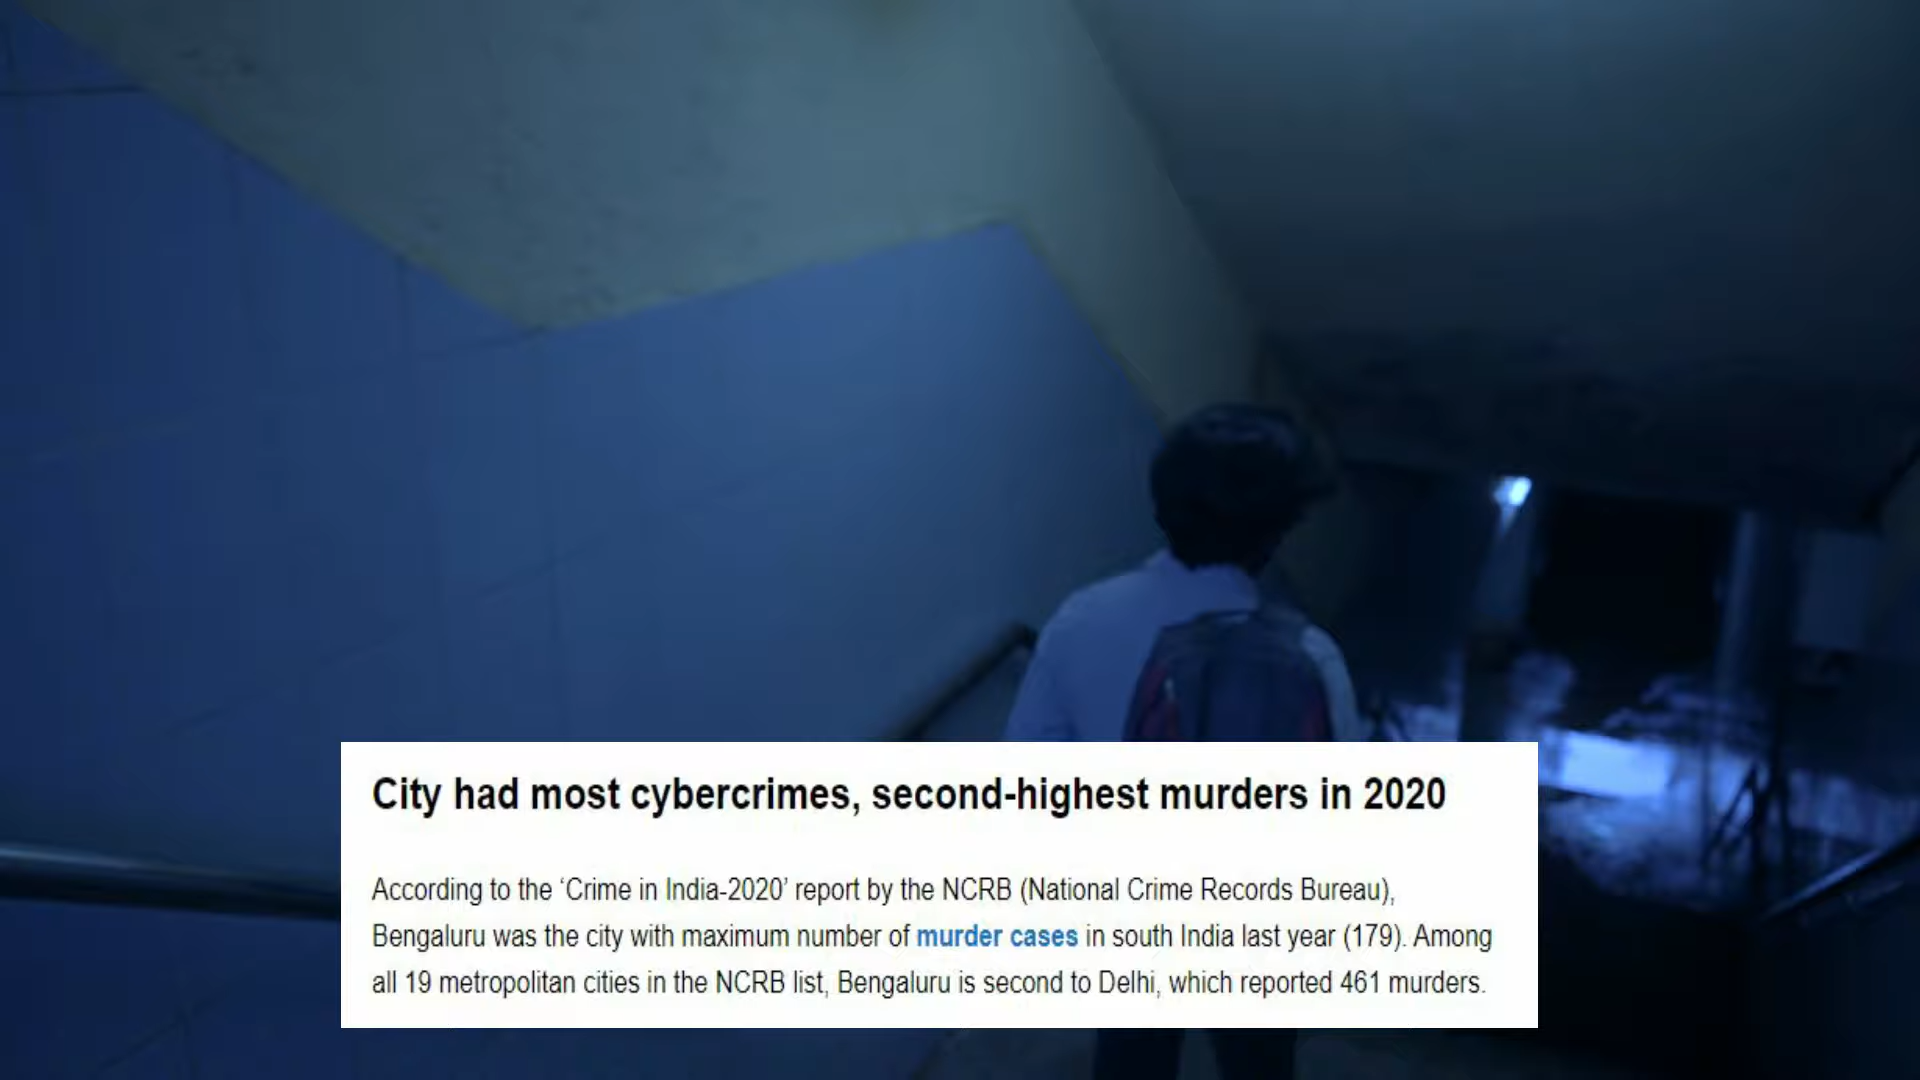 City had most cybercrimes, second-highest murders in 2020
According to the ‘Crime in India-2020’ report by the NCRB (National Crime Records Bureau),
Bengaluru was the city with maximum number of murder cases in south India last year (179). Among
all 19 metropolitan cities in the NCRB list, Bengaluru is second to Delhi, which reported 461 murders.